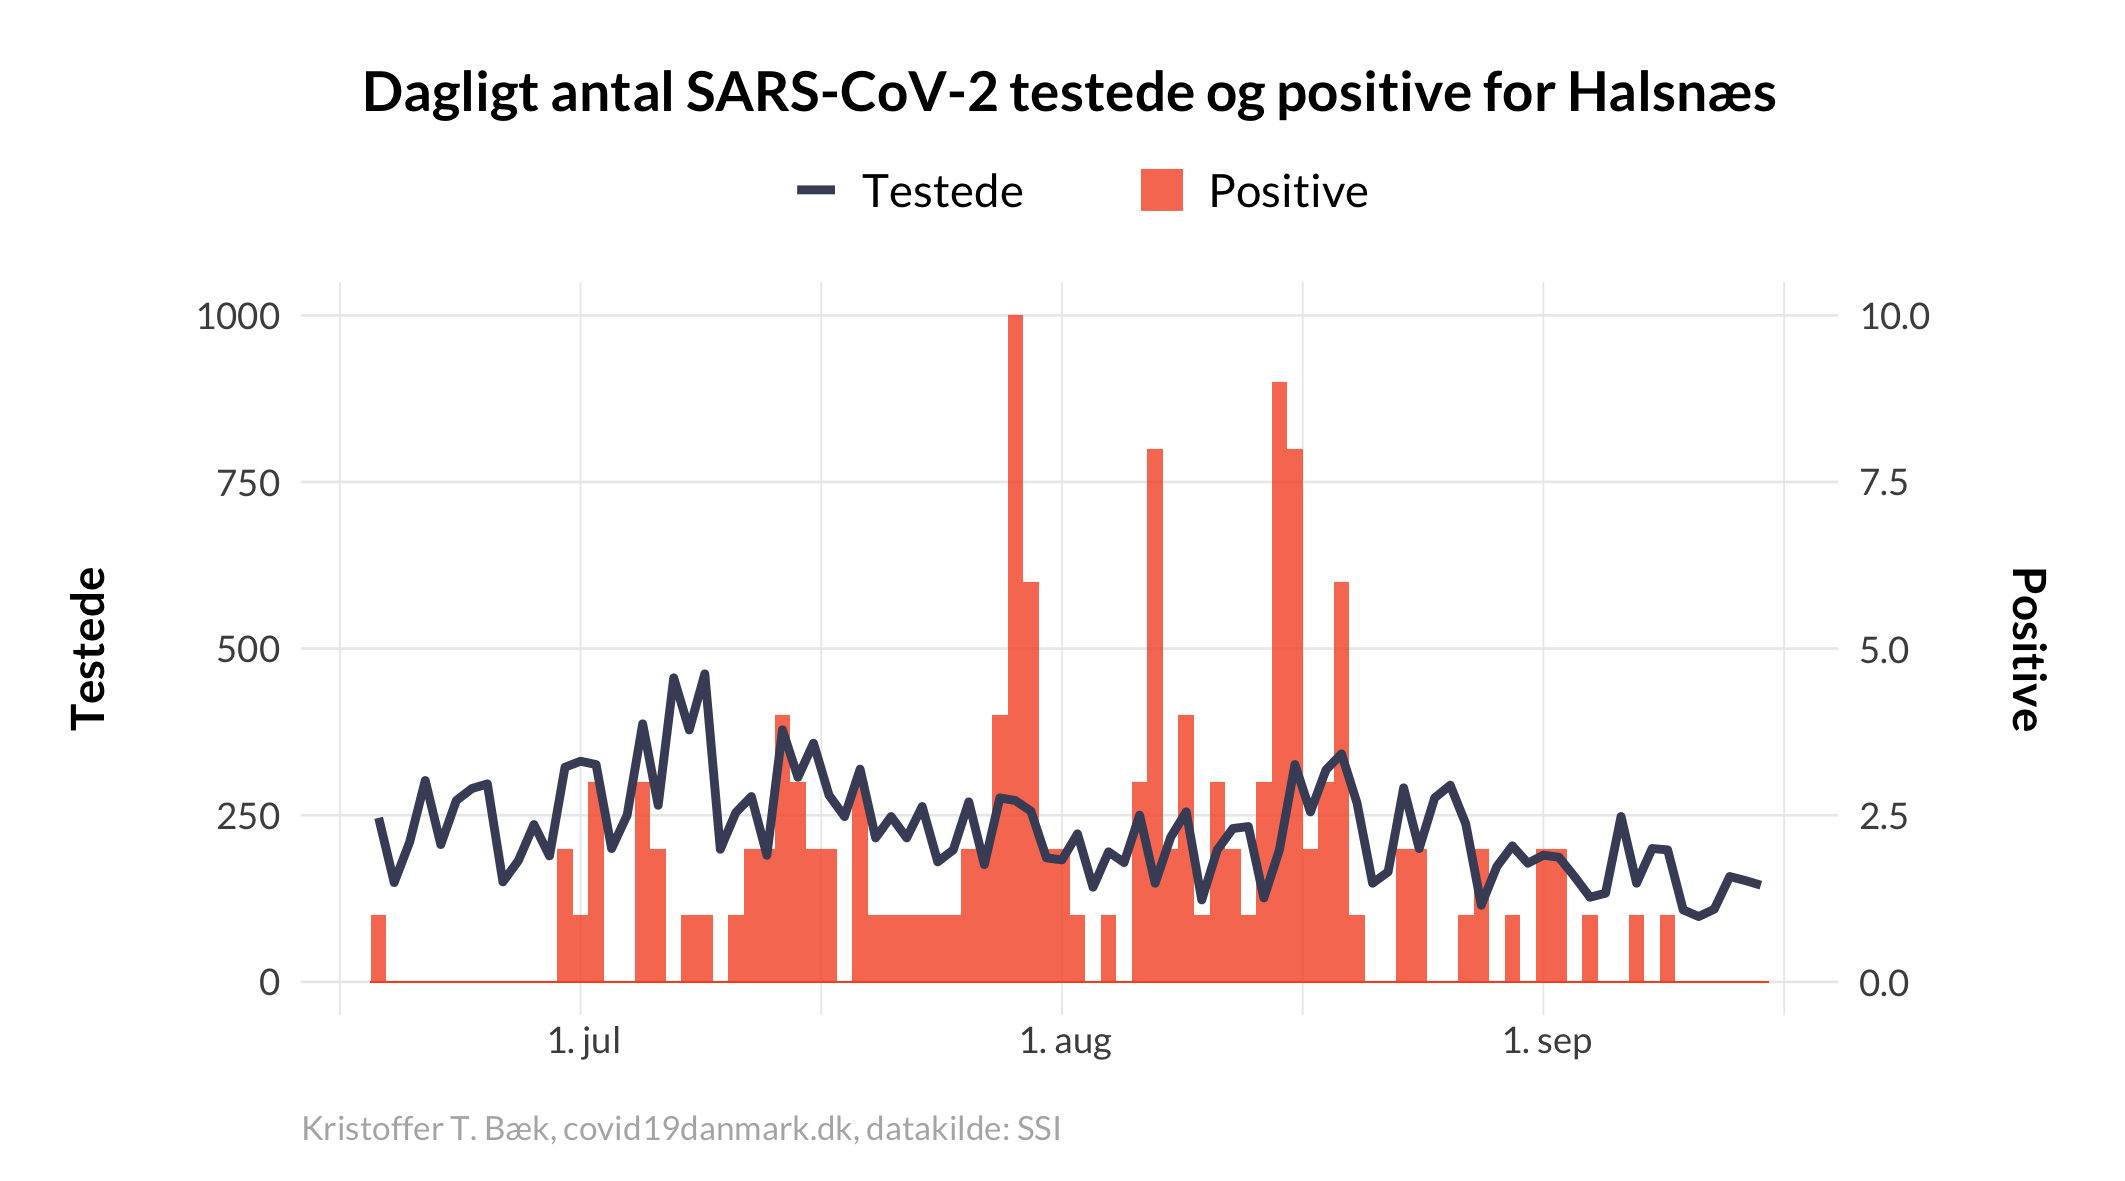 Dagligt antal SARS-CoV-2 testede og positive for Halsnæs
Testede
Positive
1000
750
500
250
0
10.0
7.5
5.0
2.5
0.0
Testede
Positive
1. jul
1. aug
1. sep
Kristoffer T. Bæk, covid19danmark.dk, datakilde: SSI